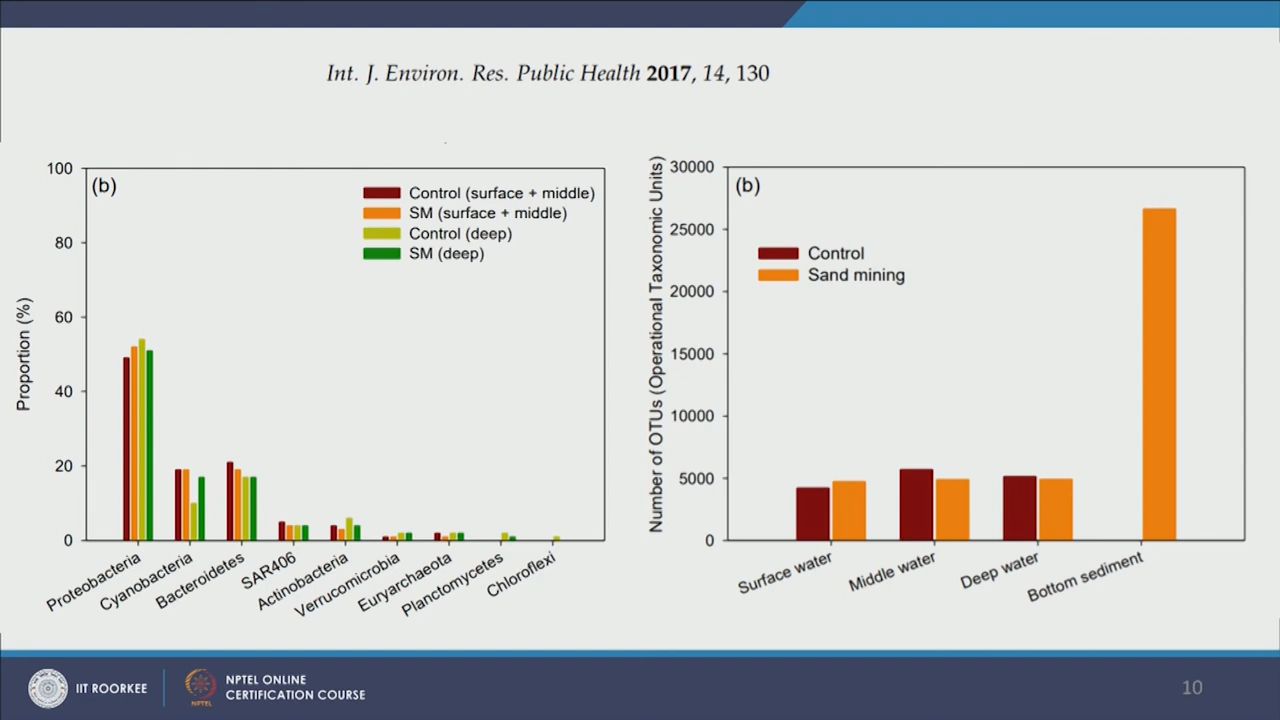 Int. J. Environ. Res. Public Health 2017, 14, 130
(b)
Control (surface + middle)
SM (surface + middle)
Control (deep)
SM (deep)
Proportion (%)
100
80
60
40
20
0
Proteobacteria
Cyanobacteria
Bacteroidetes
SAR406
Actinobacteria
Verrucomicrobia
Euryarchaeota
Planctomycetes
Chloroflexi
(b)
Control
Sand mining
Number of OTUs (Operational Taxonomic Units)
30000
25000
20000
15000
10000
5000
0
Surface water
Middle water
Deep water
Bottom sediment
IIT ROORKEE
NPTEL
NPTEL ONLINE
CERTIFICATION COURSE
10